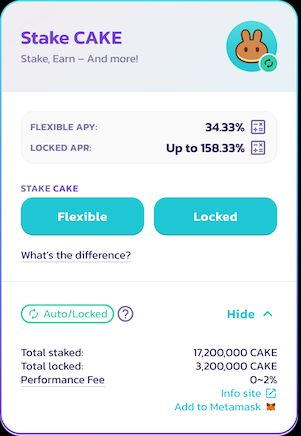 Stake CAKE
Stake, Earn – And more!
FLEXIBLE APY: 34.33%
LOCKED APR: Up to 158.33%
STAKE CAKE
Flexible Locked
What's the difference?
Auto/Locked ? Hide
Total staked: 17,200,000 CAKE
Total locked: 3,200,000 CAKE
Performance Fee 0~2%
Info site
Add to Metamask